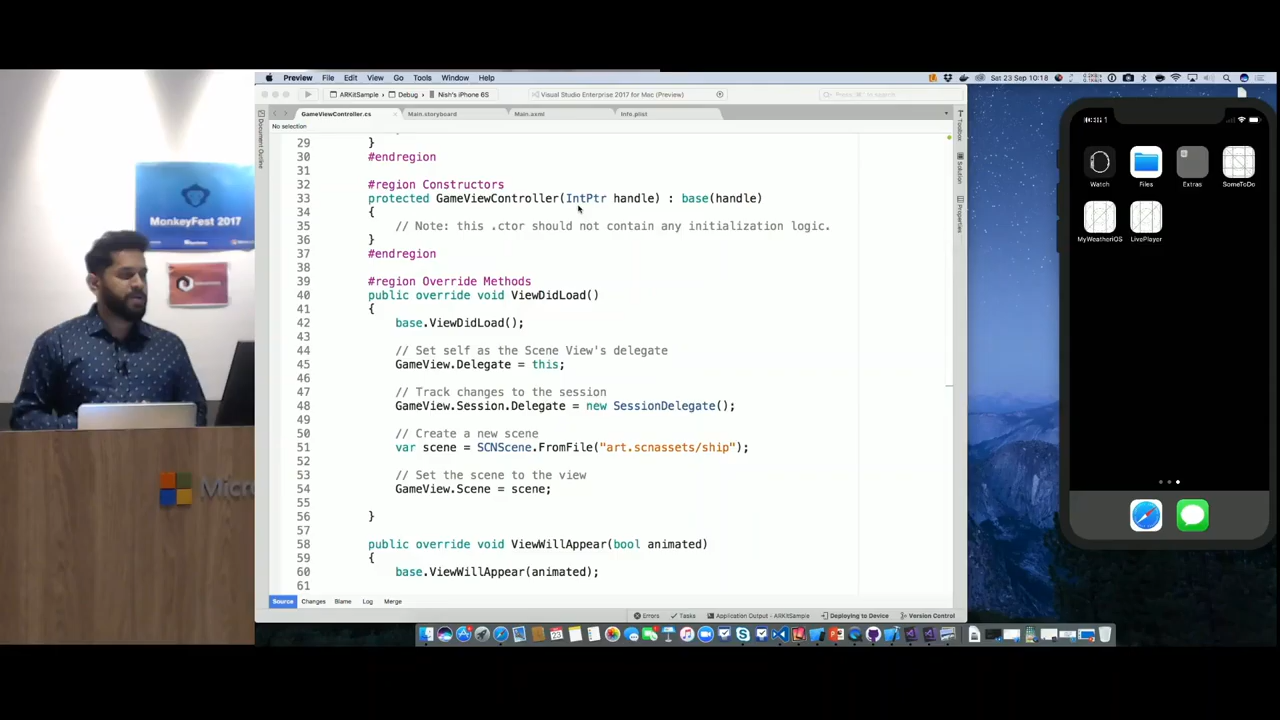 MonkeyFest 2017
Micr
Preview File Edit View Go Tools Window Help
Sat 23 Sep 10:18
ARKitSample Debug Nish's iPhone 6S
Visual Studio Enterprise 2017 for Mac (Preview)
GameViewController.cs Main.storyboard Main.axml Info.plist
No selection
Document Outline
Toolbox
Solution
Properties
29 }
30 #endregion
31
32 #region Constructors
33 protected GameViewController(IntPtr handle) : base(handle)
34 {
35 // Note: this .ctor should not contain any initialization logic.
36 }
37 #endregion
38
39 #region Override Methods
40 public override void ViewDidLoad()
41 {
42 base.ViewDidLoad();
43
44 // Set self as the Scene View's delegate
45 GameView.Delegate = this;
46
47 // Track changes to the session
48 GameView.Session.Delegate = new SessionDelegate();
49
50 // Create a new scene
51 var scene = SCNScene.FromFile("art.scnassets/ship");
52
53 // Set the scene to the view
54 GameView.Scene = scene;
55
56 }
57
58 public override void ViewWillAppear(bool animated)
59 {
60 base.ViewWillAppear(animated);
61
Source Changes Blame Log Merge
Errors Tasks Application Output - ARKitSample Deploying to Device Version Control
Watch Files Extras SomeToDo
MyWeatheriOS LivePlayer